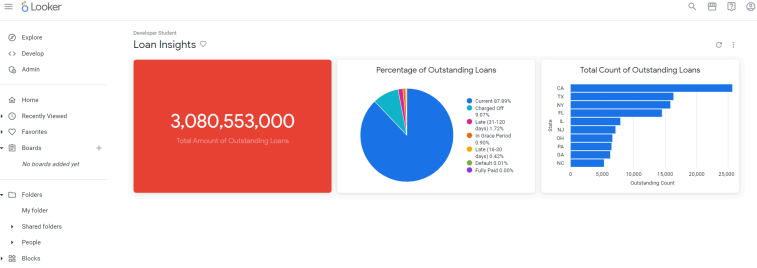 Looker
Explore
Develop
Admin
Home
Recently Viewed
Favorites
Boards
No boards added yet
Folders
My folder
Shared folders
People
Blocks
Developer Student
Loan Insights
3,080,553,000
Total Amount of Outstanding Loans
Percentage of Outstanding Loans
Current 87.89%
Charged Off
9.07%
Late (31-120
days) 1.72%
In Grace Period
0.90%
Late (16-30
days) 0.42%
Default 0.01%
Fully Paid 0.00%
Total Count of Outstanding Loans
State
CA
TX
NY
FL
IL
NJ
OH
PA
GA
NC
0
5,000
10,000
15,000
20,000
25,000
Outstanding Count